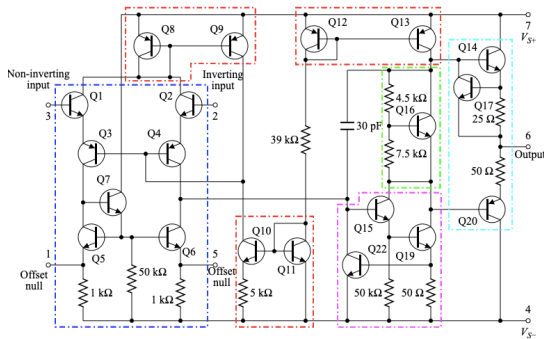 Q8
Q9
Q12
Q13
7
V_S+
Q14
Non-inverting
input
Q1
3
Q2
Inverting
input
2
4.5 kΩ
Q16
Q17
25 Ω
6
Output
Q3
Q4
39 kΩ
30 pF
7.5 kΩ
50 Ω
Q7
Q15
Q20
Q10
Q11
Q22
Q19
1
Offset
null
Q5
Q6
5
Offset
null
50 kΩ
1 kΩ
1 kΩ
5 kΩ
50 kΩ
50 Ω
4
V_S−